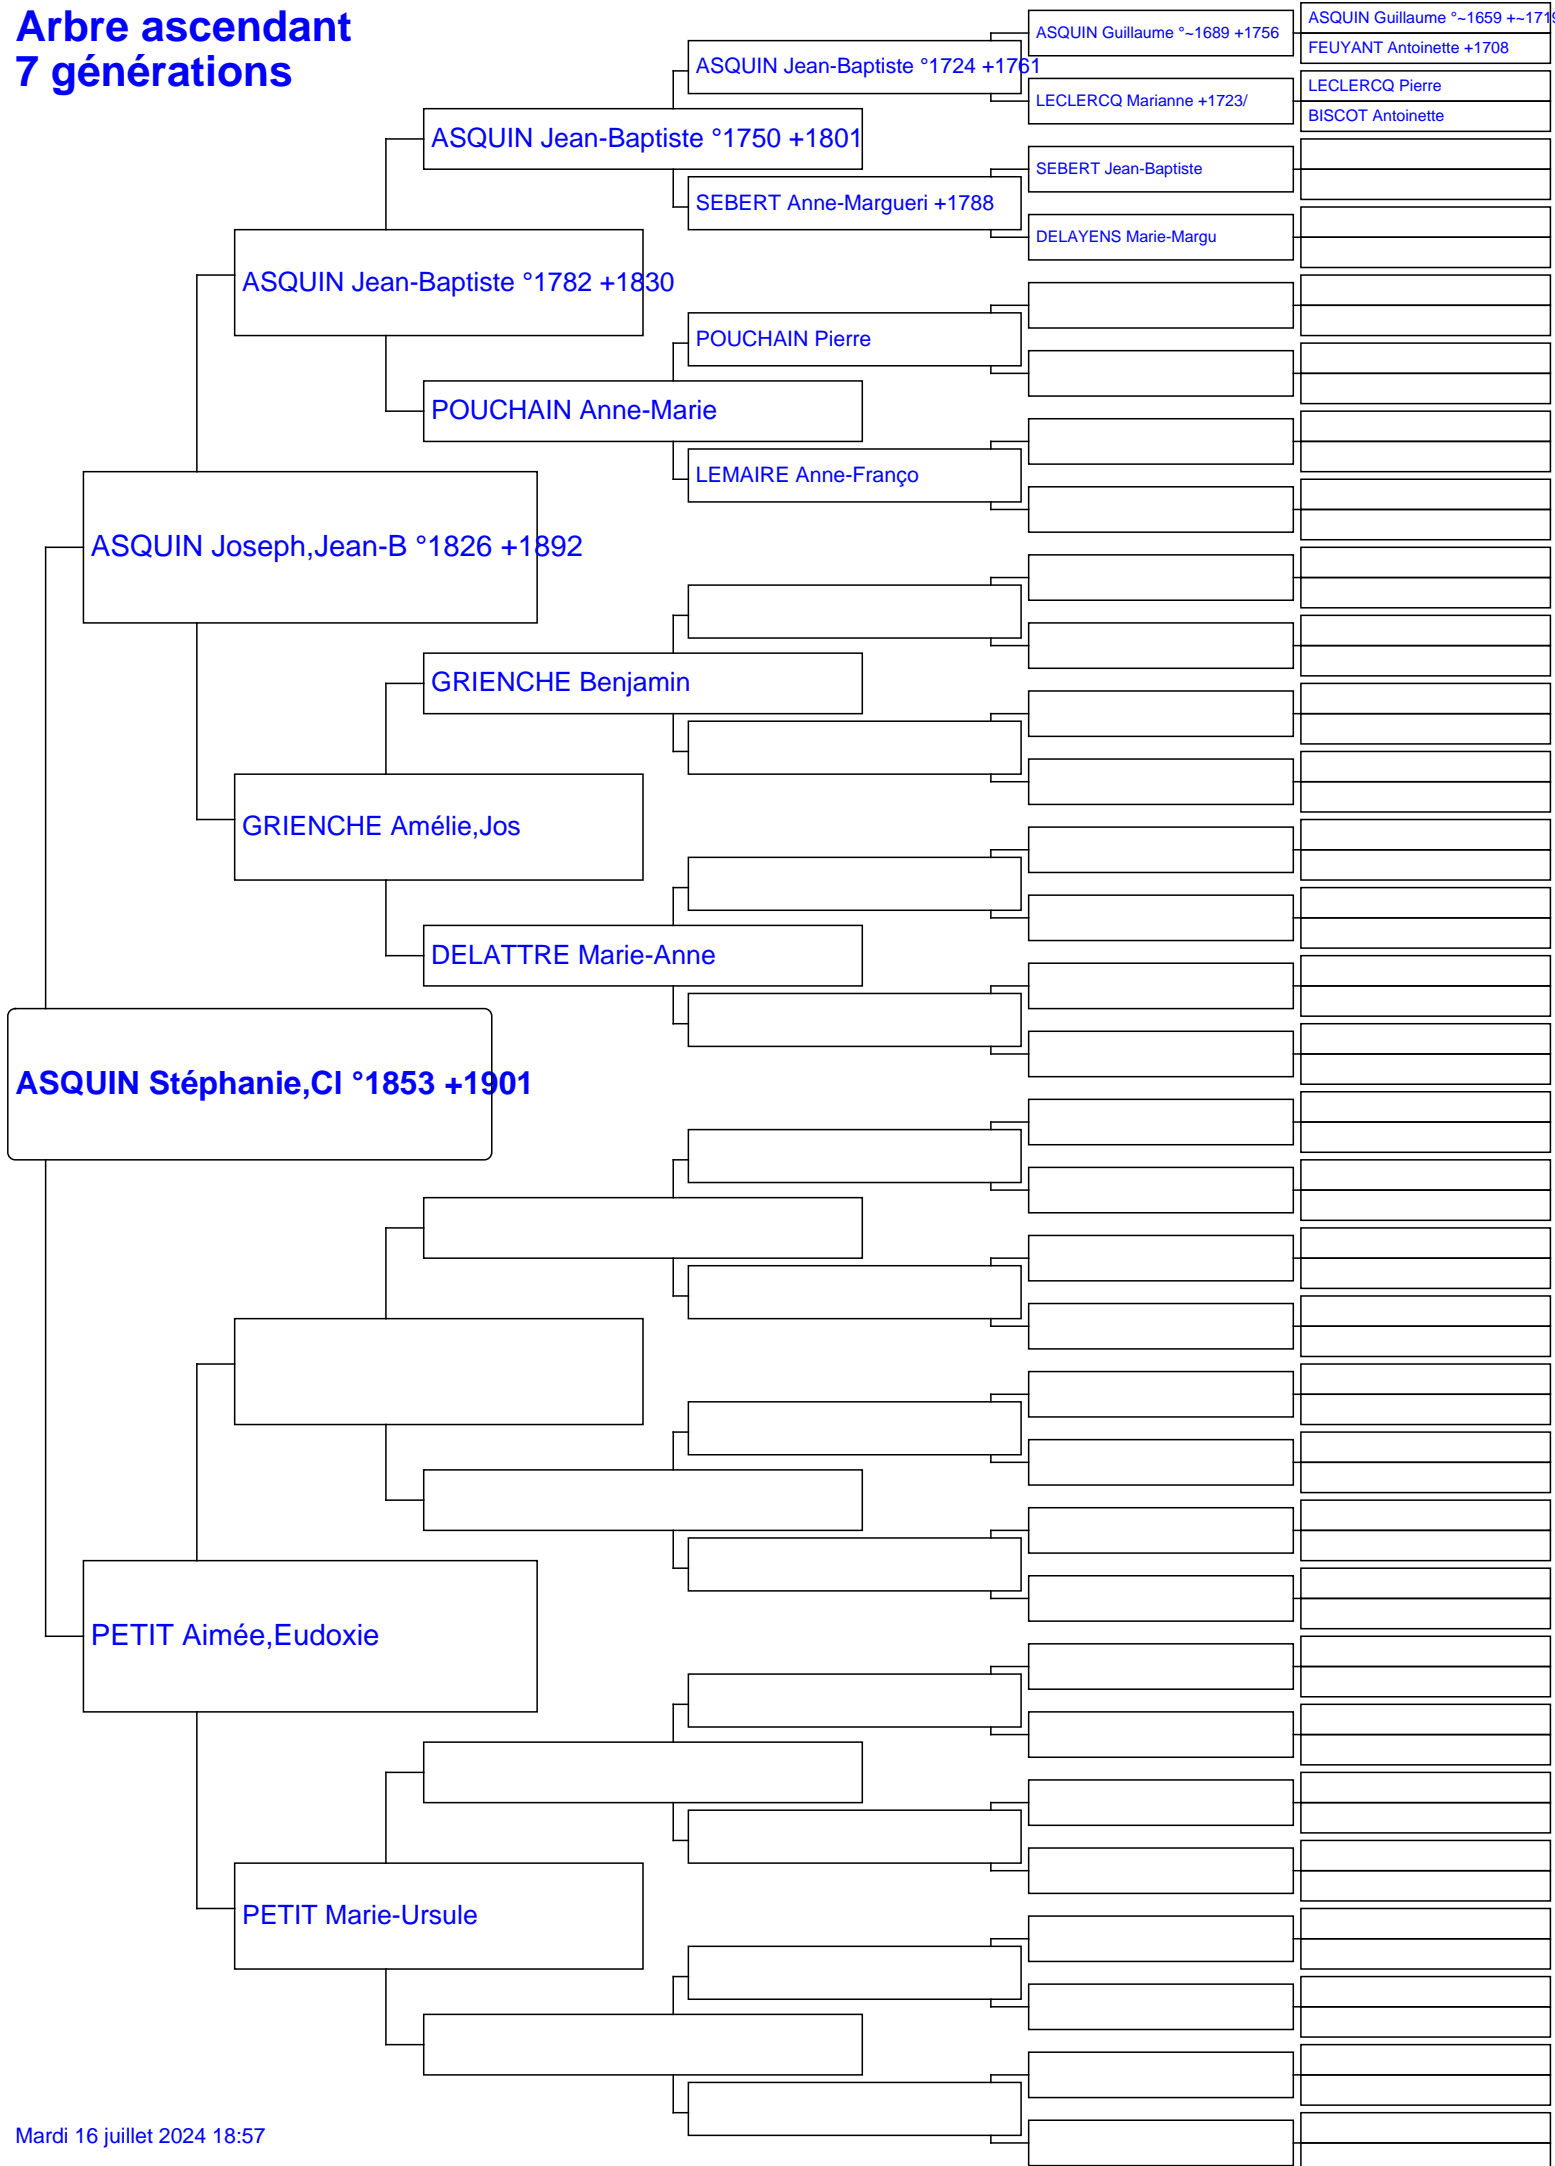 Arbre ascendant
7 générations
ASQUIN Guillaume °~1659 +~1719
ASQUIN Guillaume °~1689 +1756
FEUYANT Antoinette +1708
ASQUIN Jean-Baptiste °1724 +1761
LECLERCQ Pierre
LECLERCQ Marianne +1723/
BISCOT Antoinette
ASQUIN Jean-Baptiste °1750 +1801
SEBERT Jean-Baptiste
SEBERT Anne-Margueri +1788
DELAYENS Marie-Margu
ASQUIN Jean-Baptiste °1782 +1830
POUCHAIN Pierre
POUCHAIN Anne-Marie
LEMAIRE Anne-Franço
ASQUIN Joseph,Jean-B °1826 +1892
GRIENCHE Benjamin
GRIENCHE Amélie,Jos
DELATTRE Marie-Anne
ASQUIN Stéphanie,Cl °1853 +1901
PETIT Aimée,Eudoxie
PETIT Marie-Ursule
Mardi 16 juillet 2024 18:57